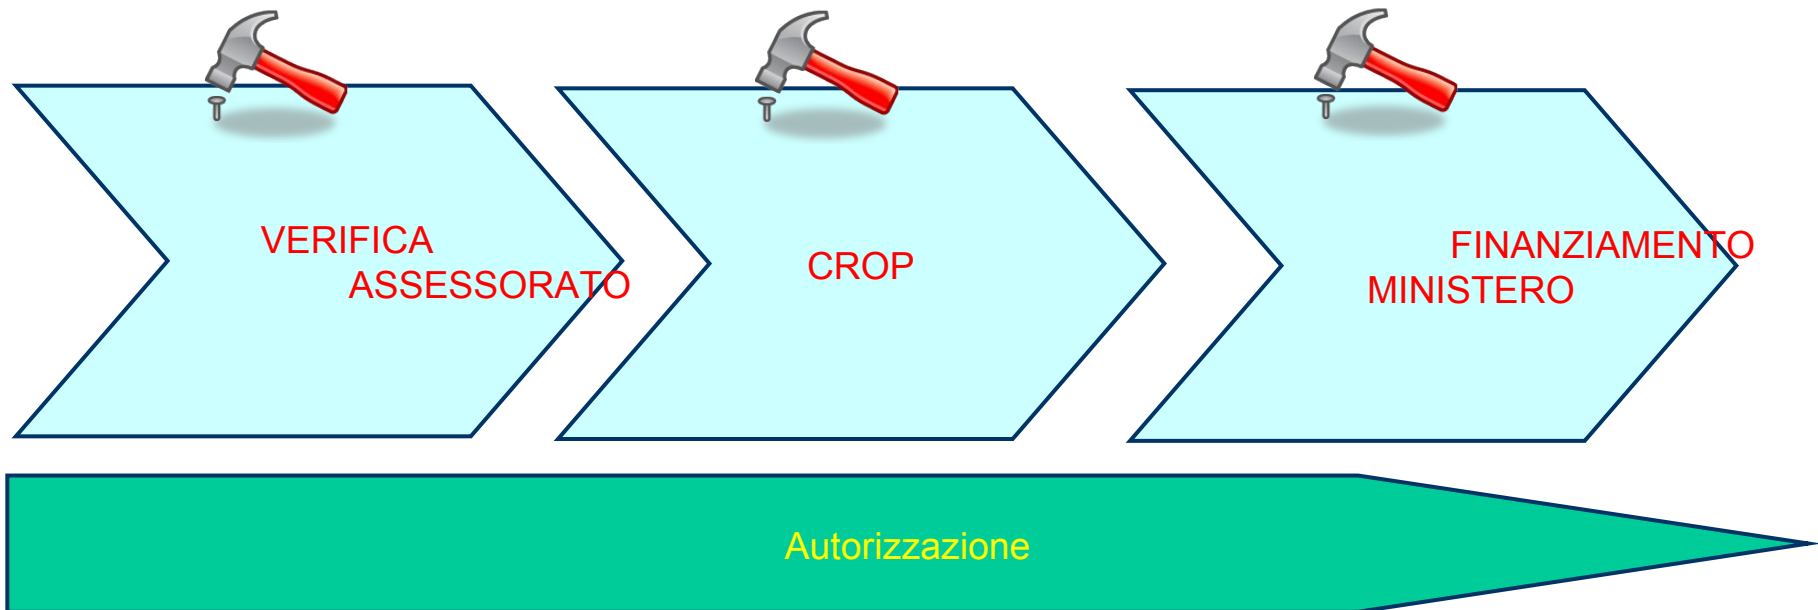 VERIFICA
ASSESSORATO
CROP
FINANZIAMENTO
MINISTERO
Autorizzazione